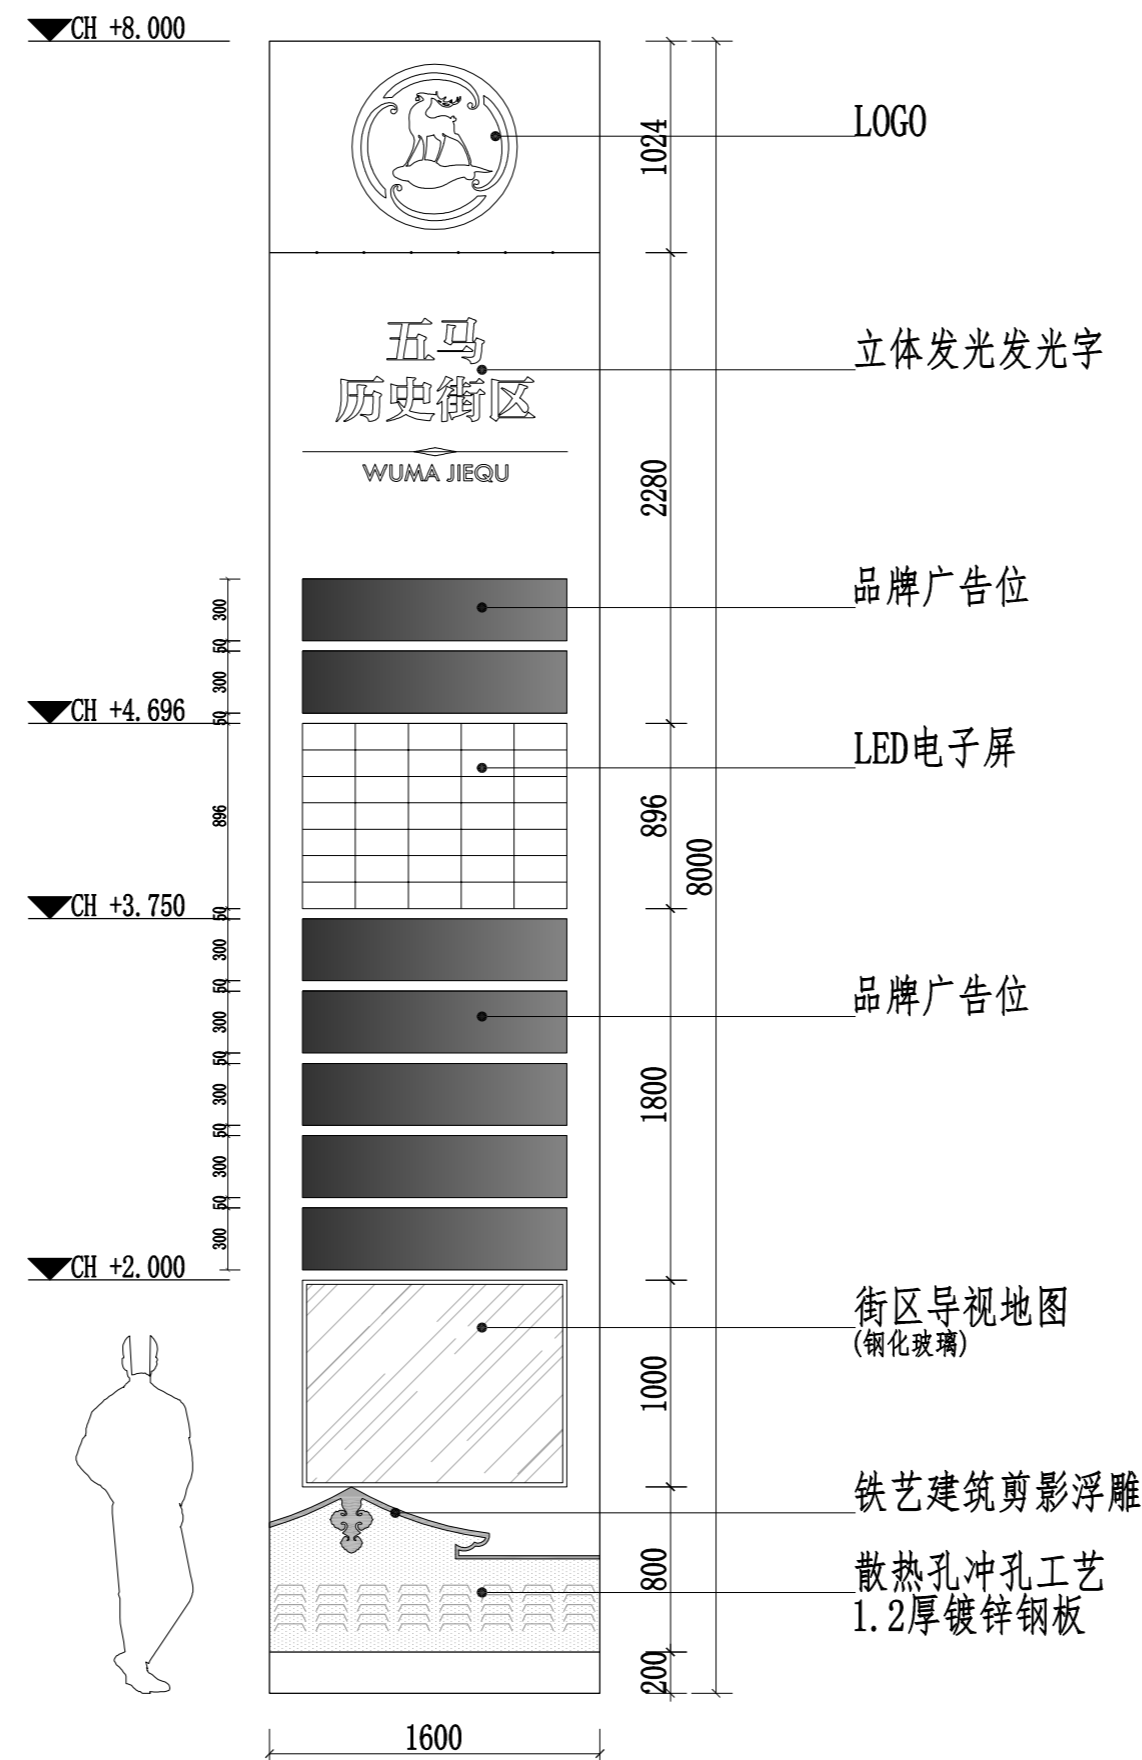 CH +8.000
LOGO
1024
五马
历史街区
WUMA JIEQU
立体发光发光字
2280
300
50
300
50
品牌广告位
CH +4.696
LED电子屏
896
896
8000
CH +3.750
50
300
50
300
50
300
50
300
50
300
品牌广告位
1800
CH +2.000
街区导视地图
(钢化玻璃)
1000
铁艺建筑剪影浮雕
散热孔冲孔工艺
1.2厚镀锌钢板
800
200
1600